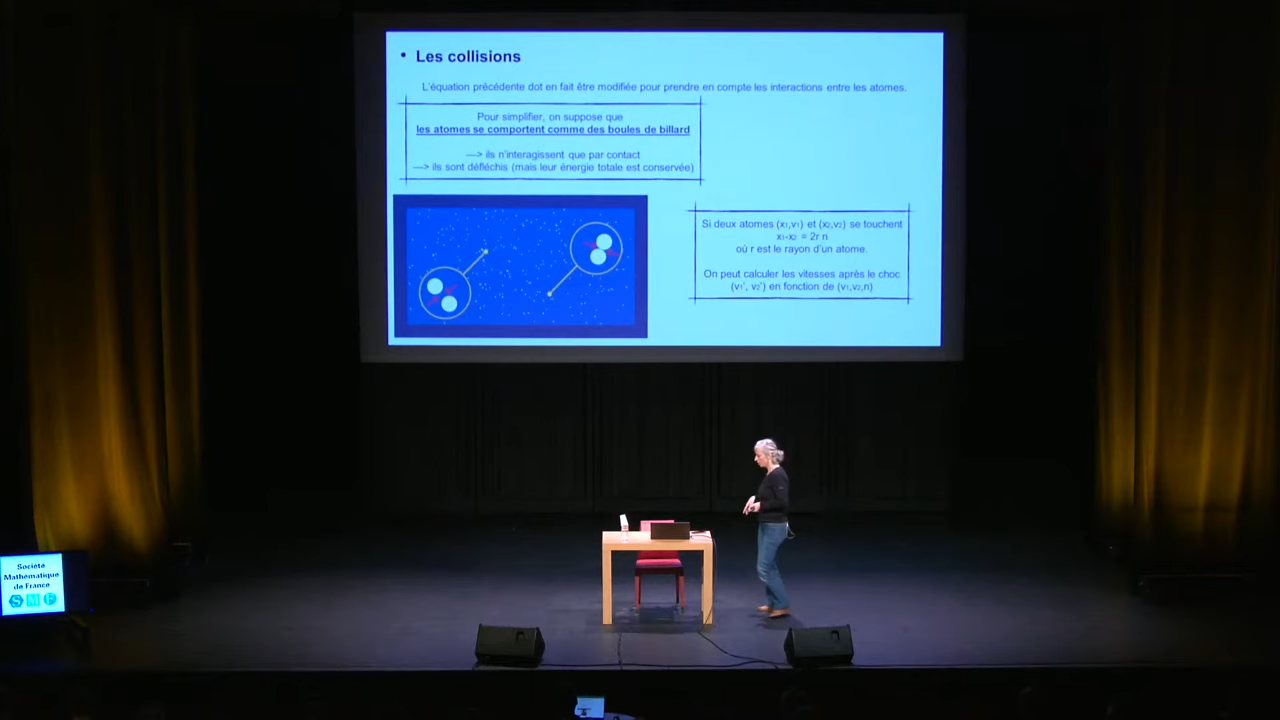 • Les collisions
L'équation précédente dot en fait être modifiée pour prendre en compte les interactions entre les atomes.
Pour simplifier, on suppose que
les atomes se comportent comme des boules de billard
—> ils n'interagissent que par contact
—> ils sont défléchis (mais leur énergie totale est conservée)
Si deux atomes (x₁,v₁) et (x₂,v₂) se touchent
x₁-x₂ = 2r n
où r est le rayon d'un atome.
On peut calculer les vitesses après le choc
(v₁', v₂') en fonction de (v₁,v₂,n)
Société
Mathématique
de France
S M F